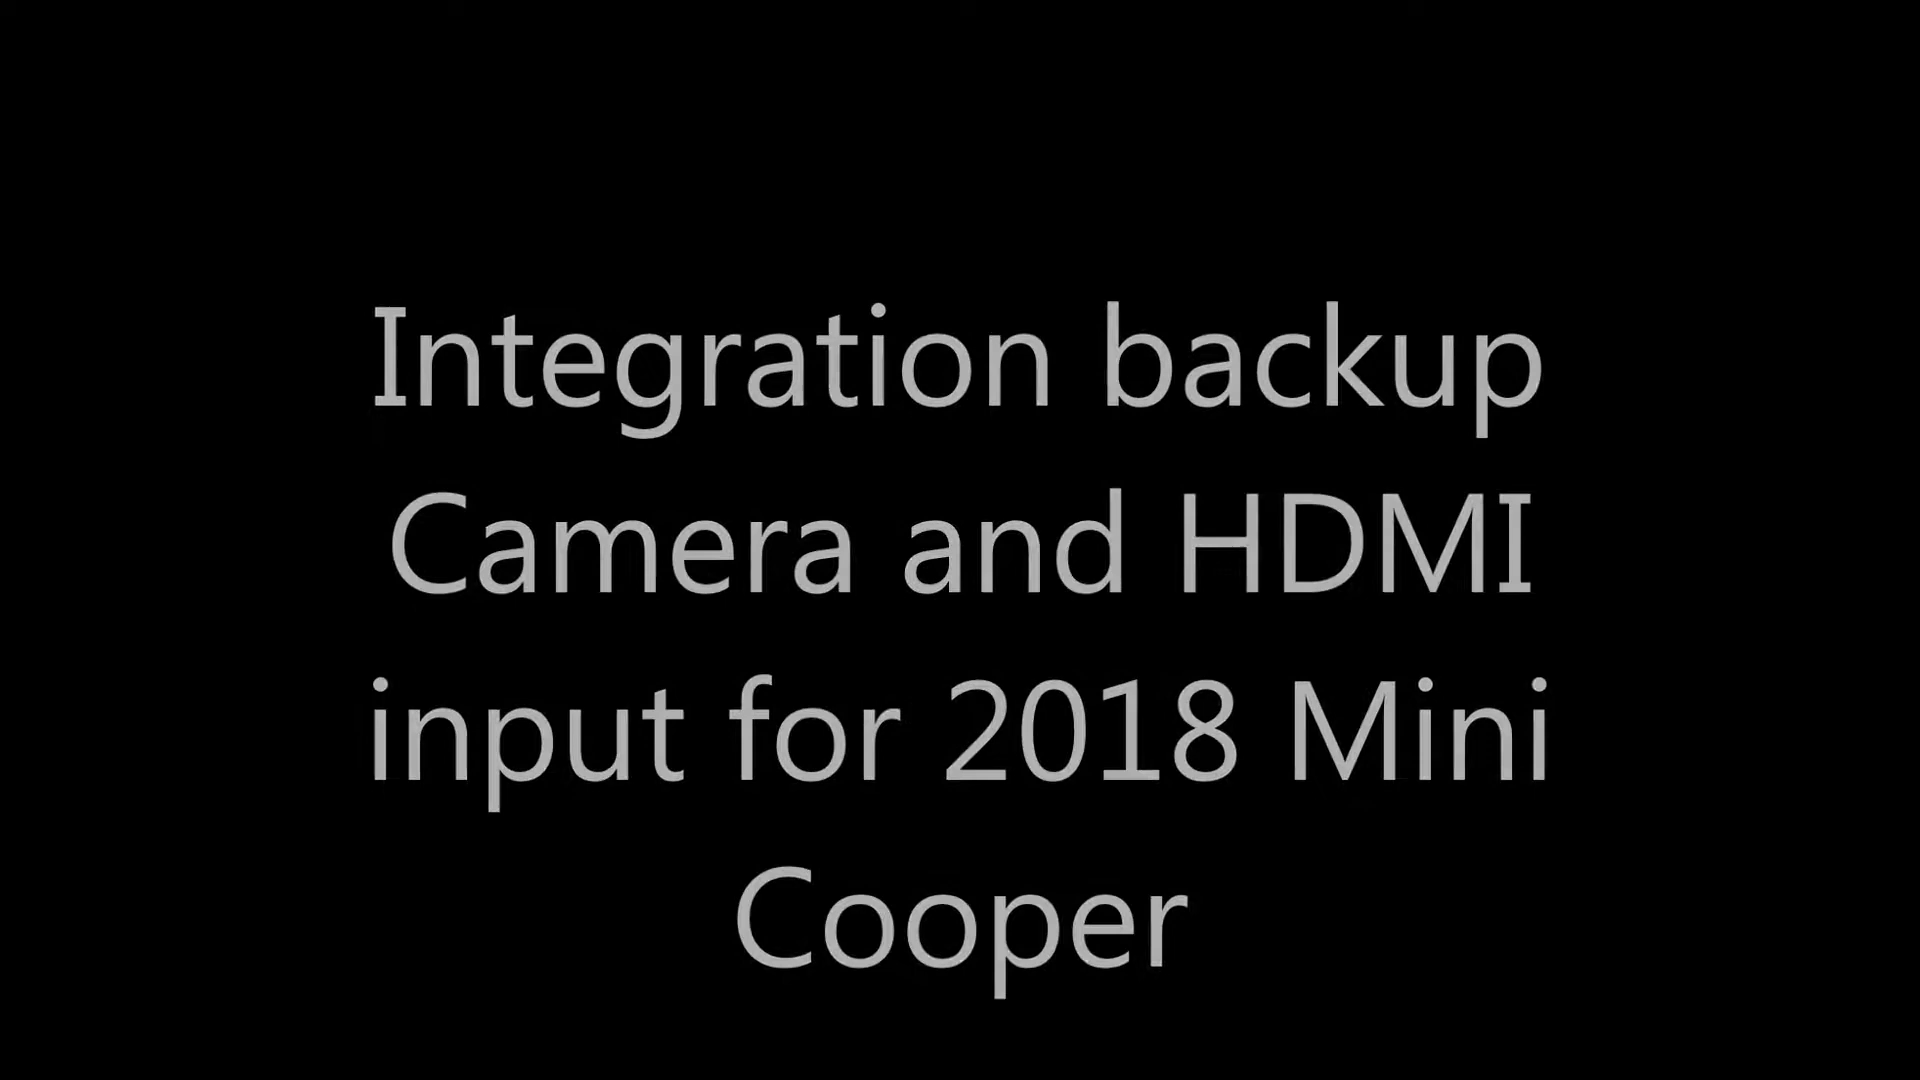 Integration backup
Camera and HDMI
input for 2018 Mini
Cooper